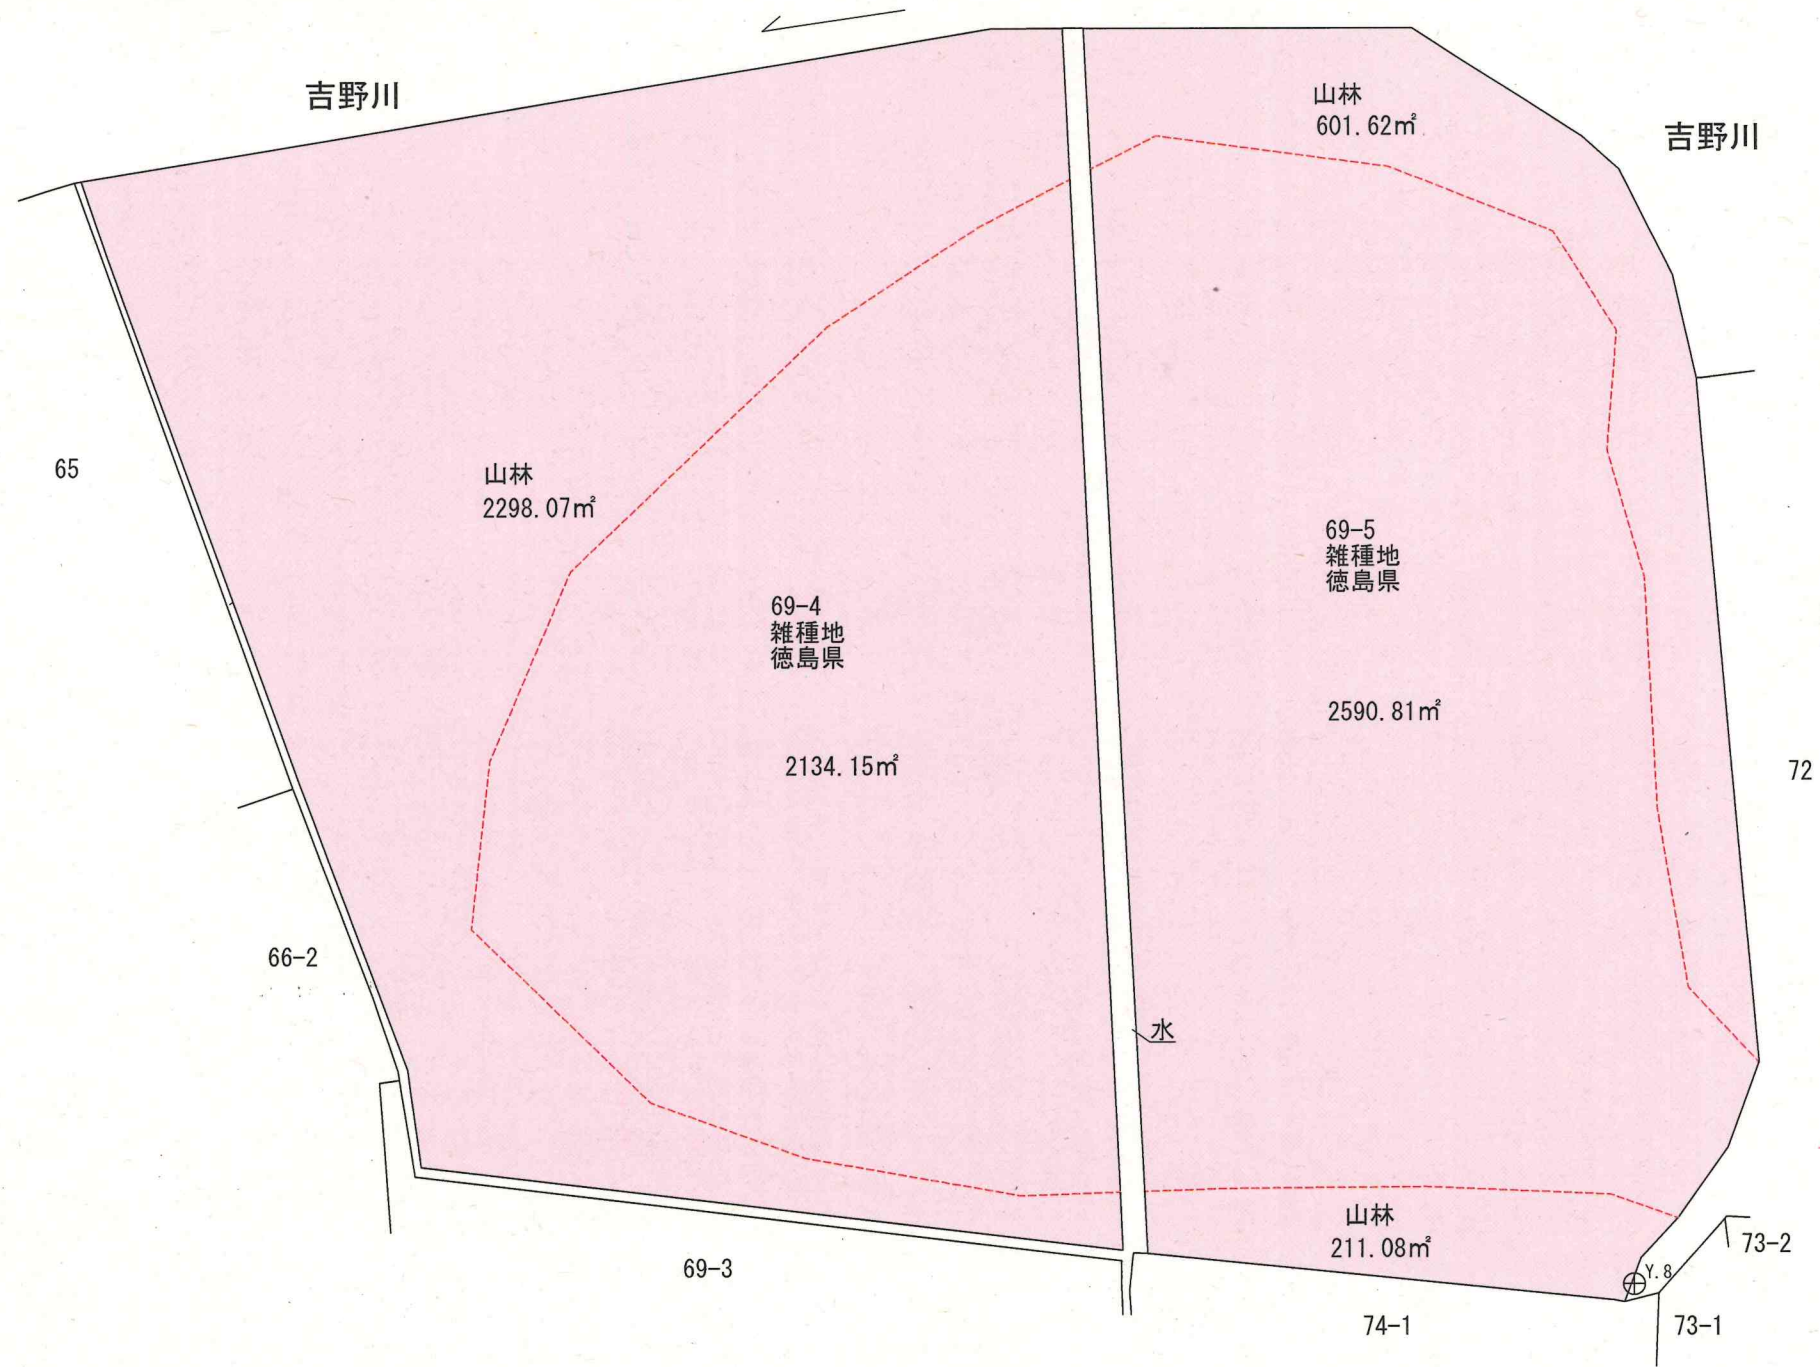 吉野川
山林
601.62㎡
吉野川
65
山林
2298.07㎡
69-5
雑種地
徳島県
69-4
雑種地
徳島県
2590.81㎡
2134.15㎡
72
66-2
水
山林
211.08㎡
73-2
69-3
Y.8
74-1
73-1